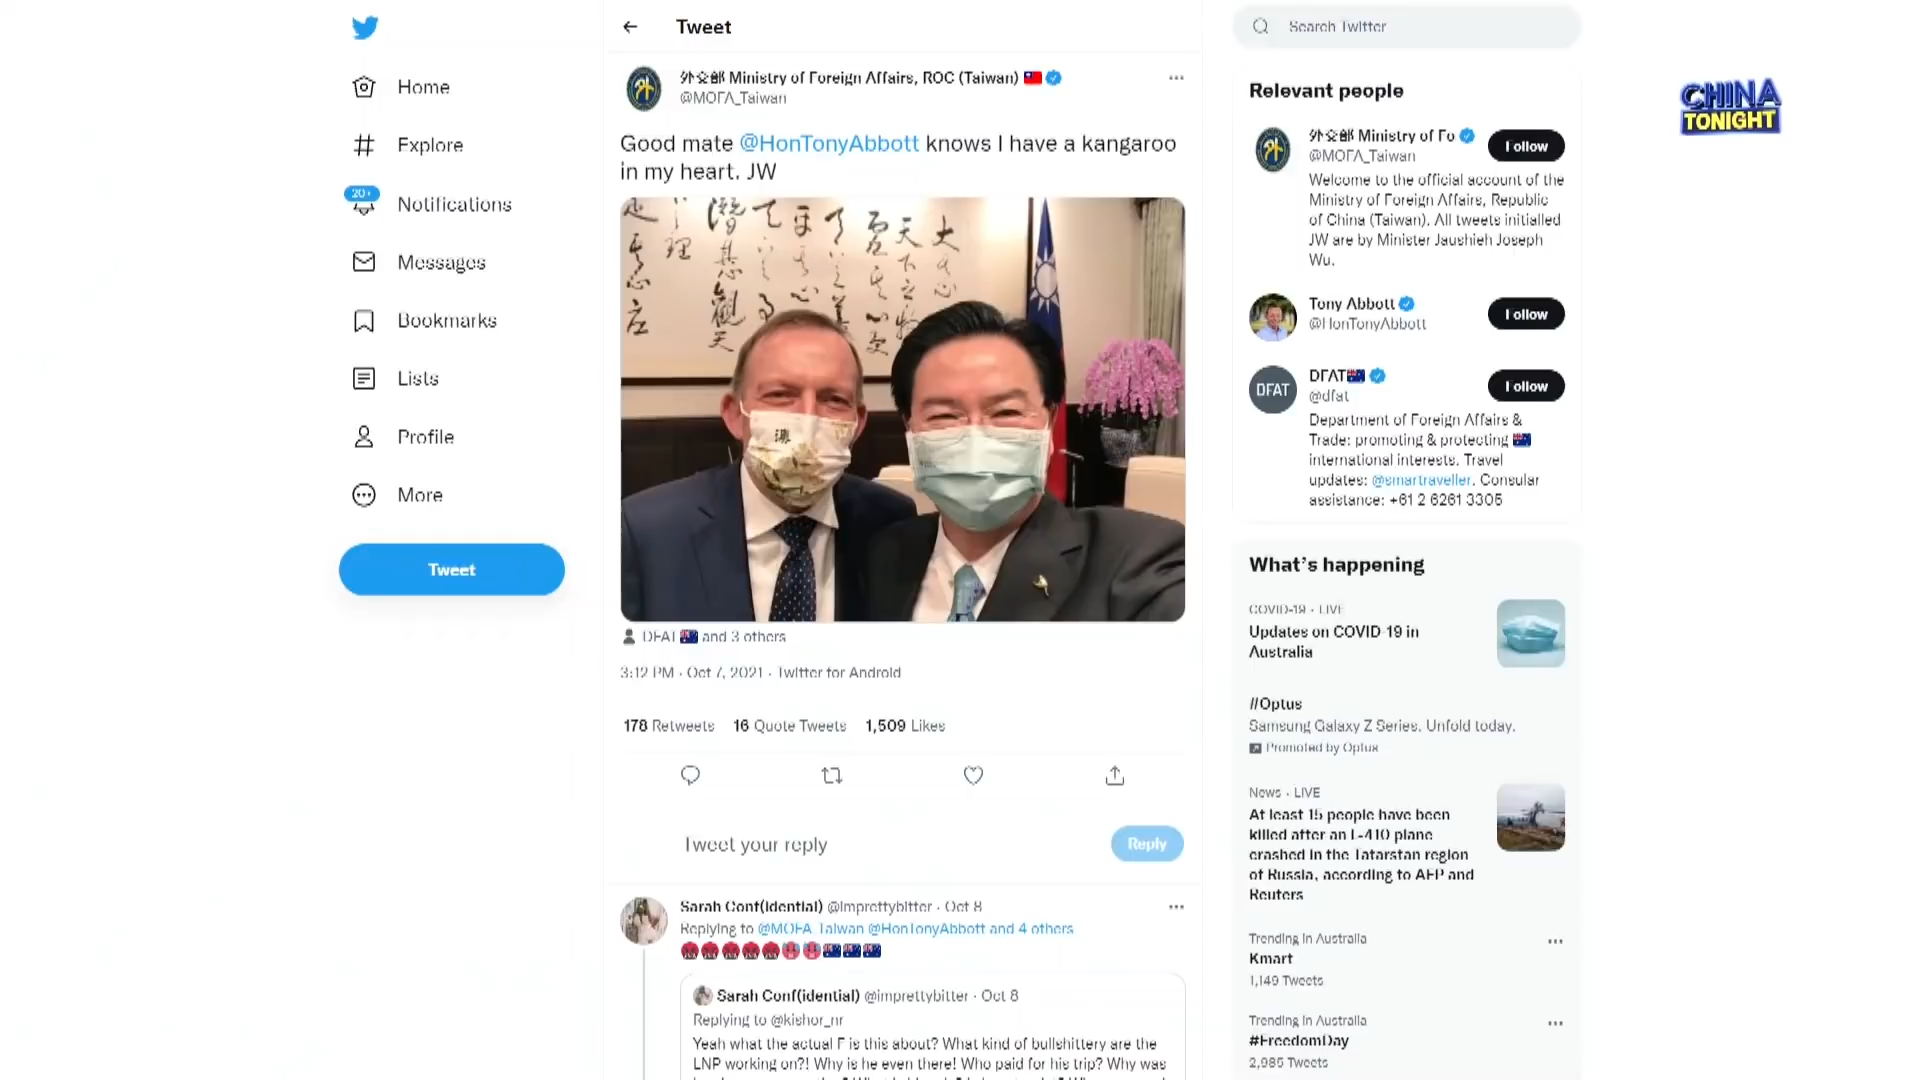 Tweet
Search Twitter
CHINA
TONIGHT
Home
Explore
20+
Notifications
Messages
Bookmarks
Lists
Profile
More
Tweet
外交部 Ministry of Foreign Affairs, ROC (Taiwan)
@MOFA_Taiwan
Good mate @HonTonyAbbott knows I have a kangaroo
in my heart. JW
DFAT and 3 others
3:12 PM · Oct 7, 2021 · Twitter for Android
178 Retweets 16 Quote Tweets 1,509 Likes
Tweet your reply
Reply
Sarah Conf(idential) @imprettybitter · Oct 8
Replying to @MOFA_Taiwan @HonTonyAbbott and 4 others
Sarah Conf(idential) @imprettybitter · Oct 8
Replying to @kishor_nr
Yeah what the actual F is this about? What kind of bullshittery are the
LNP working on?! Why is he even there! Who paid for his trip? Why was
Relevant people
外交部 Ministry of Fo
Follow
@MOFA_Taiwan
Welcome to the official account of the
Ministry of Foreign Affairs, Republic
of China (Taiwan). All tweets initialled
JW are by Minister Jaushieh Joseph
Wu.
Tony Abbott
Follow
@HonTonyAbbott
DFAT
DFAT
Follow
@dfat
Department of Foreign Affairs &
Trade: promoting & protecting
international interests. Travel
updates: @smartraveller. Consular
assistance: +61 2 6261 3305
What's happening
COVID-19 · LIVE
Updates on COVID-19 in
Australia
//Optus
Samsung Galaxy Z Series. Unfold today.
Promoted by Optus
News · LIVE
At least 15 people have been
killed after an L-410 plane
crashed in the Tatarstan region
of Russia, according to AFP and
Reuters
Trending in Australia
Kmart
1,149 Tweets
Trending in Australia
#FreedomDay
2,985 Tweets